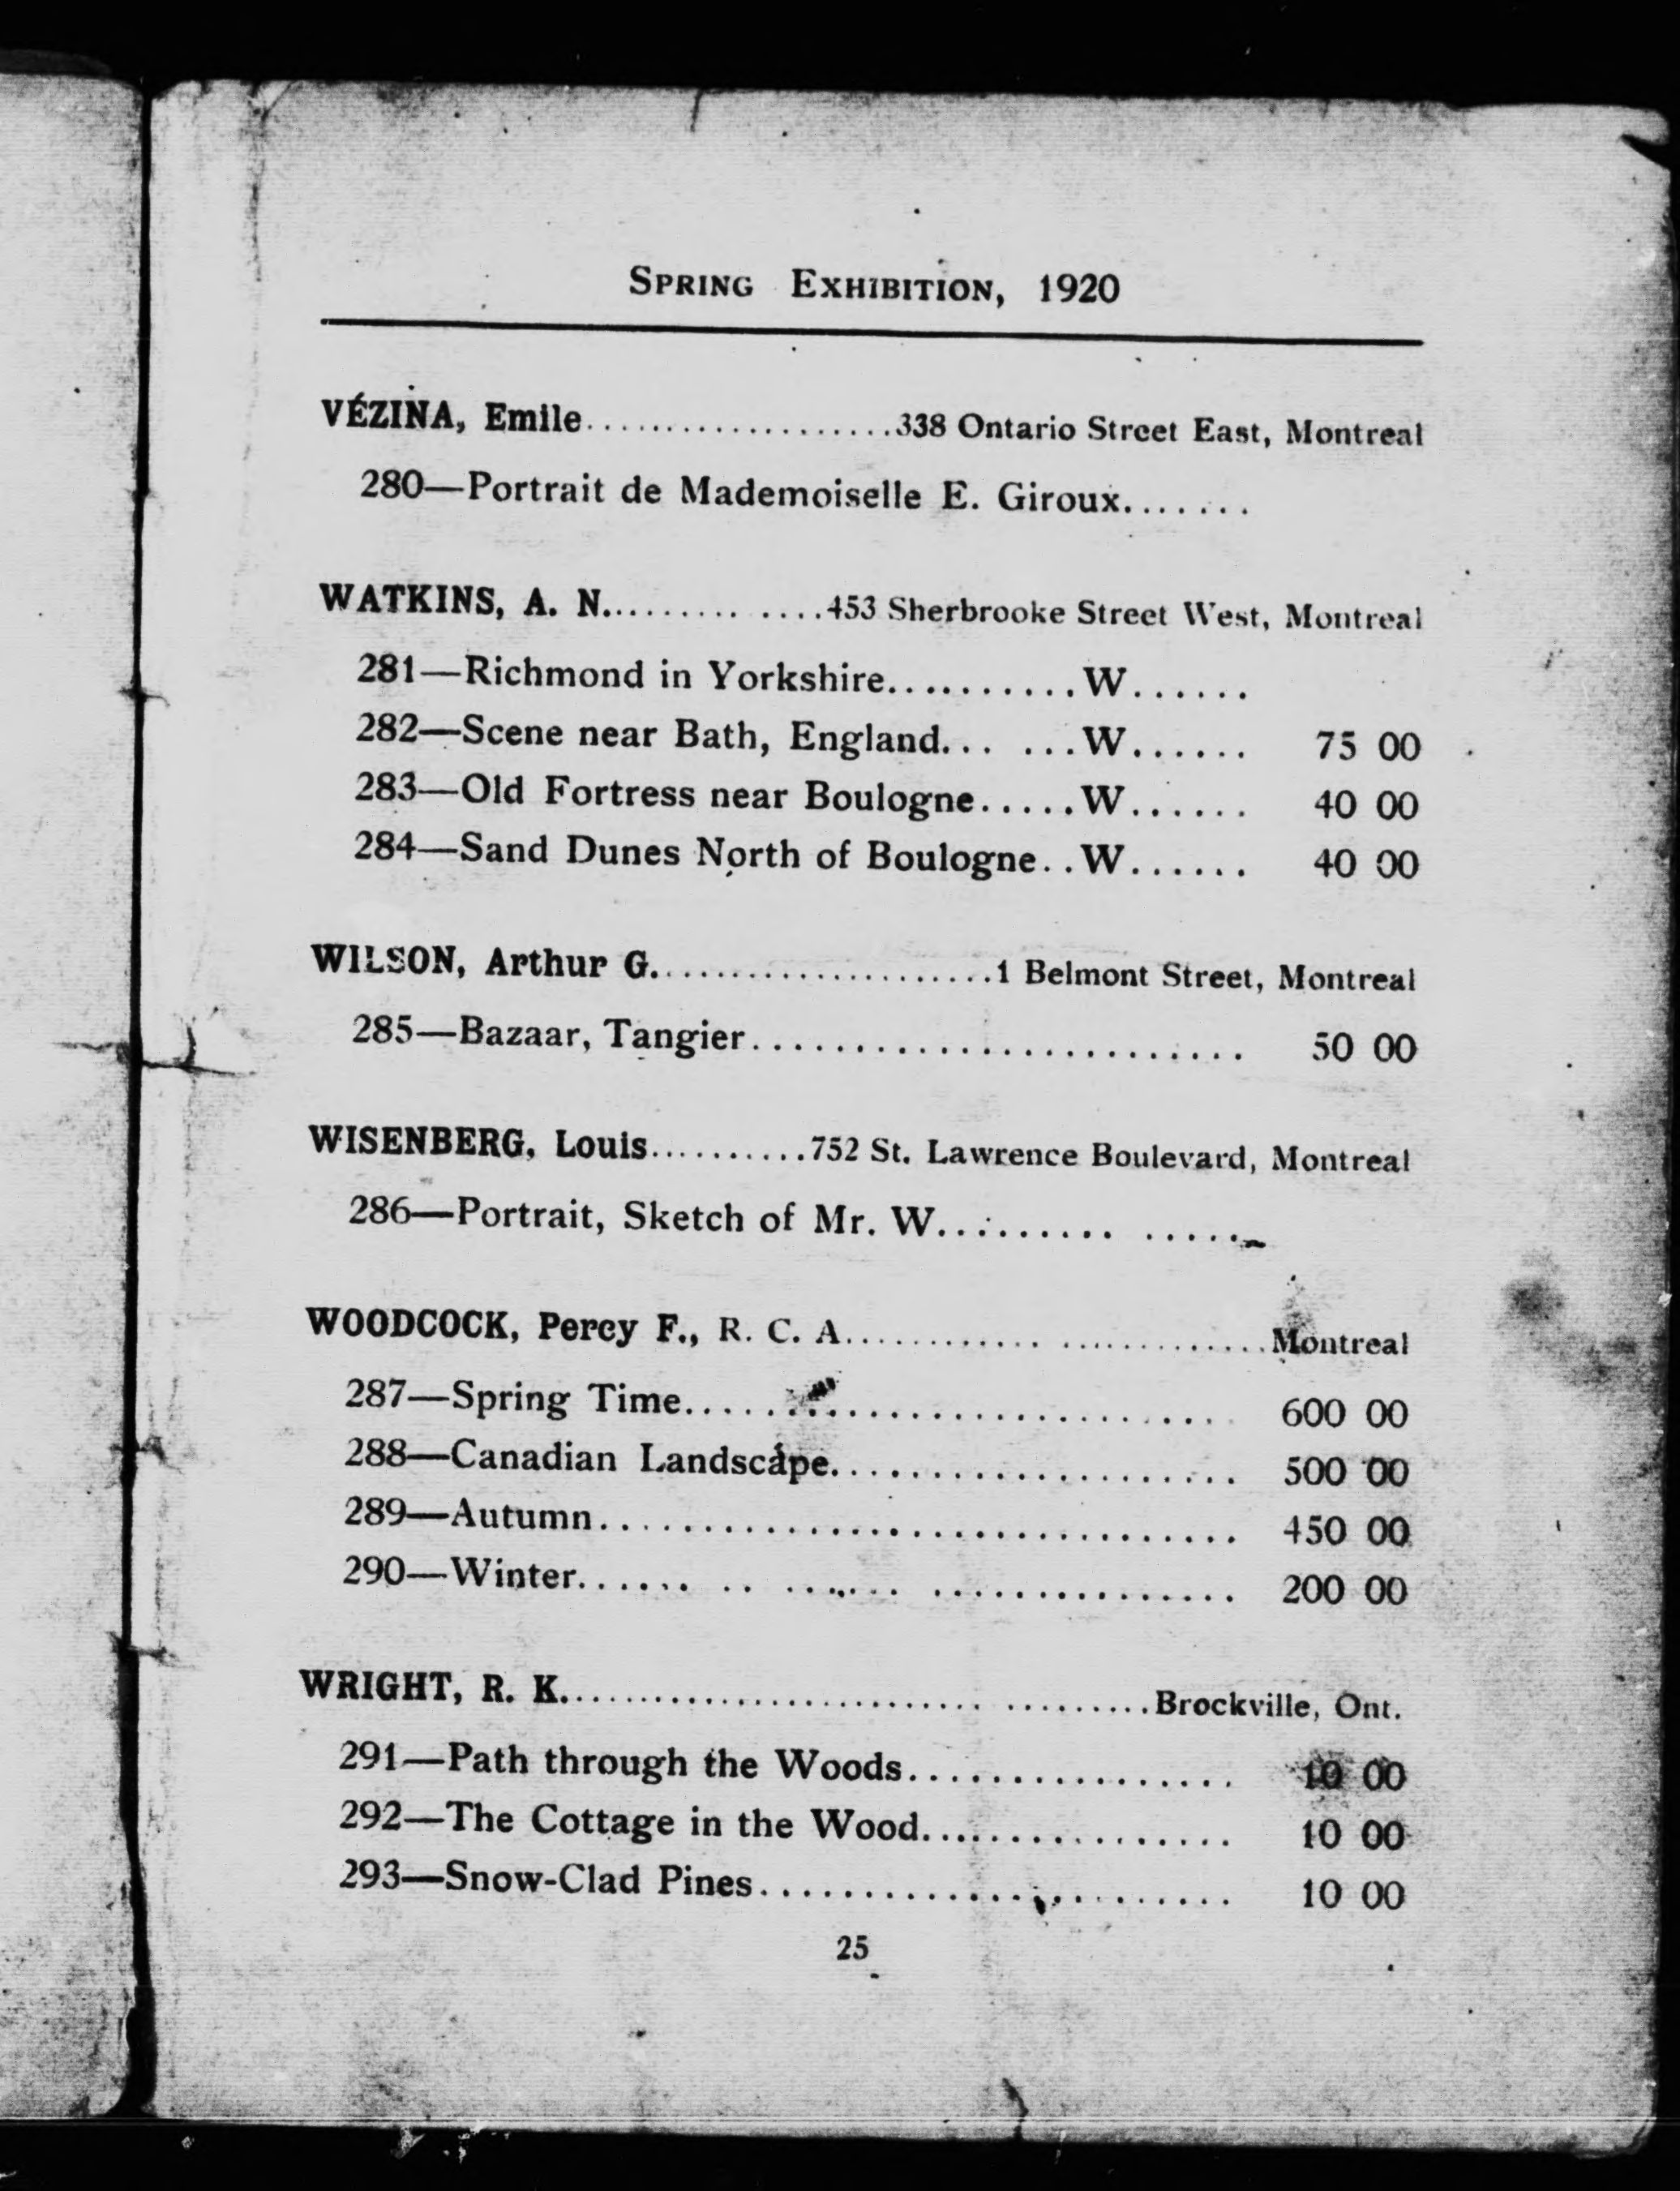 SPRING EXHIBITION, 1920
VÉZINA, Emile....................338 Ontario Street East, Montreal
280—Portrait de Mademoiselle E. Giroux.......
WATKINS, A. N..............453 Sherbrooke Street West, Montreal
281—Richmond in Yorkshire...........W......
282—Scene near Bath, England... ...W...... 75 00
283—Old Fortress near Boulogne.....W...... 40 00
284—Sand Dunes North of Boulogne..W...... 40 00
WILSON, Arthur G......................1 Belmont Street, Montreal
285—Bazaar, Tangier.......................... 50 00
WISENBERG, Louis..........752 St. Lawrence Boulevard, Montreal
286—Portrait, Sketch of Mr. W........... ......
WOODCOCK, Percy F., R. C. A............. .............Montreal
287—Spring Time............................. 600 00
288—Canadian Landscape..................... 500 00
289—Autumn................................. 450 00
290—Winter...... .. ...... ................ 200 00
WRIGHT, R. K............................ .........Brockville, Ont.
291—Path through the Woods................. 10 00
292—The Cottage in the Wood................ 10 00
293—Snow-Clad Pines........................ 10 00
25